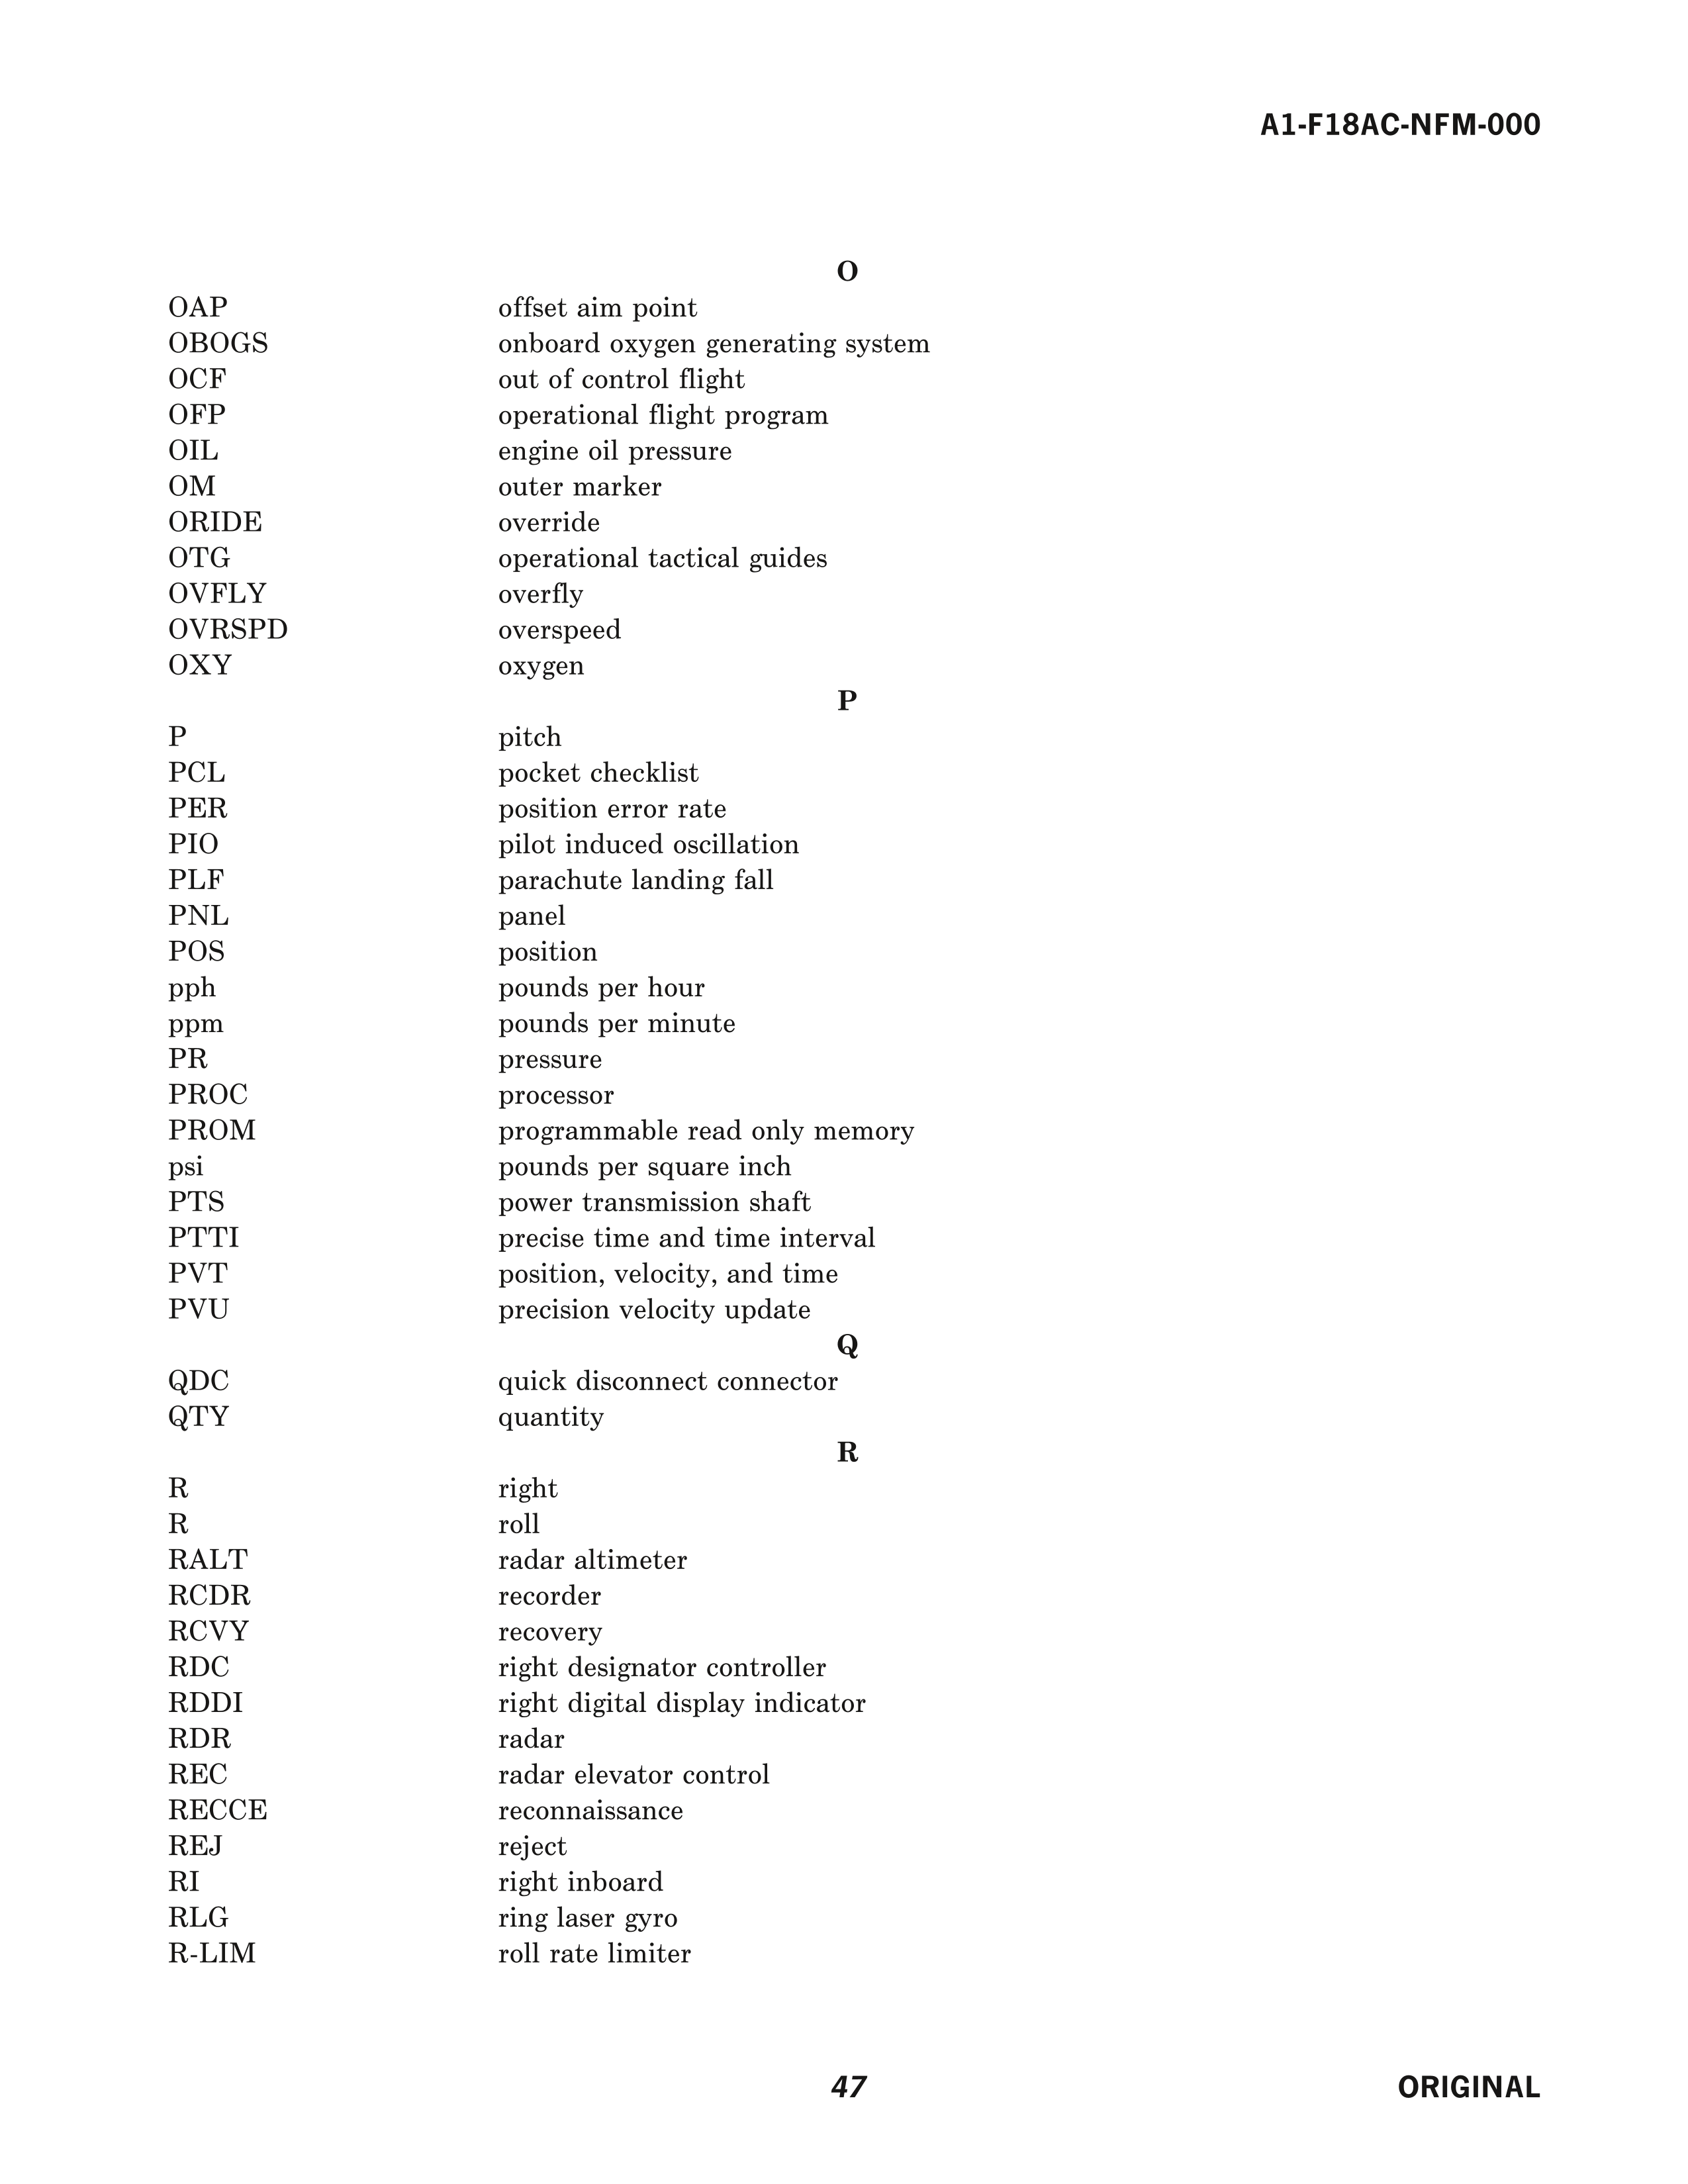 A1-F18AC-NFM-000
O
OAP offset aim point
OBOGS onboard oxygen generating system
OCF out of control flight
OFP operational flight program
OIL engine oil pressure
OM outer marker
ORIDE override
OTG operational tactical guides
OVFLY overfly
OVRSPD overspeed
OXY oxygen
P
P pitch
PCL pocket checklist
PER position error rate
PIO pilot induced oscillation
PLF parachute landing fall
PNL panel
POS position
pph pounds per hour
ppm pounds per minute
PR pressure
PROC processor
PROM programmable read only memory
psi pounds per square inch
PTS power transmission shaft
PTTI precise time and time interval
PVT position, velocity, and time
PVU precision velocity update
Q
QDC quick disconnect connector
QTY quantity
R
R right
R roll
RALT radar altimeter
RCDR recorder
RCVY recovery
RDC right designator controller
RDDI right digital display indicator
RDR radar
REC radar elevator control
RECCE reconnaissance
REJ reject
RI right inboard
RLG ring laser gyro
R-LIM roll rate limiter
47 ORIGINAL